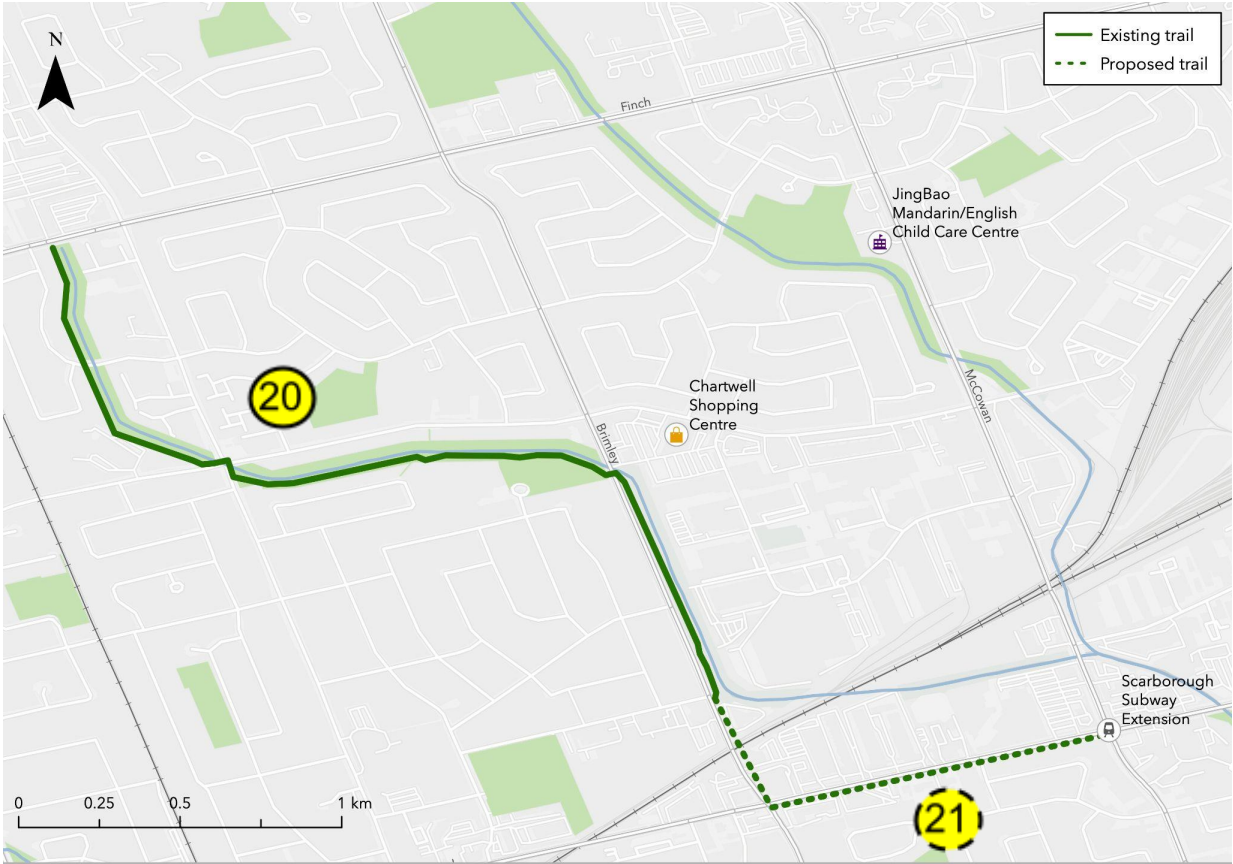 N
Existing trail
Proposed trail
Finch
JingBao
Mandarin/English
Child Care Centre
20
Chartwell
Shopping
Centre
McCowan
Brimley
Scarborough
Subway
Extension
0 0.25 0.5 1 km
21